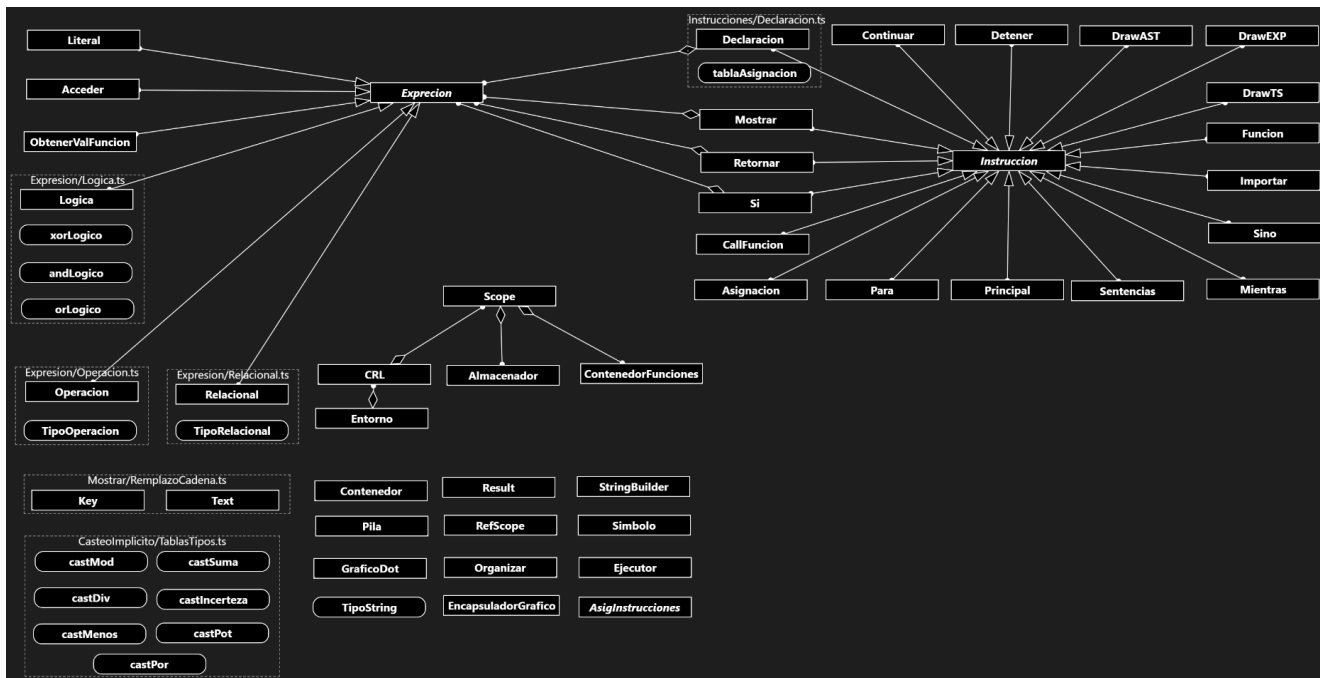 Instrucciones/Declaracion.ts
Literal
Declaracion
Continuar
Detener
DrawAST
DrawEXP
tablaAsignacion
Acceder
Exprecion
DrawTS
Mostrar
Funcion
ObtenerValFuncion
Retornar
Instruccion
Importar
Expresion/Logica.ts
Logica
Si
xorLogico
CallFuncion
Sino
andLogico
Asignacion
Para
Principal
Sentencias
Mientras
orLogico
Scope
Expresion/Operacion.ts
Expresion/Relacional.ts
CRL
Almacenador
ContenedorFunciones
Operacion
Relacional
Entorno
TipoOperacion
TipoRelacional
Mostrar/RemplazoCadena.ts
Key
Text
Contenedor
Result
StringBuilder
Pila
RefScope
Simbolo
CasteoImplicito/TablasTipos.ts
castMod
castSuma
GraficoDot
Organizar
Ejecutor
castDiv
castIncerteza
TipoString
EncapsuladorGrafico
AsigInstrucciones
castMenos
castPot
castPor